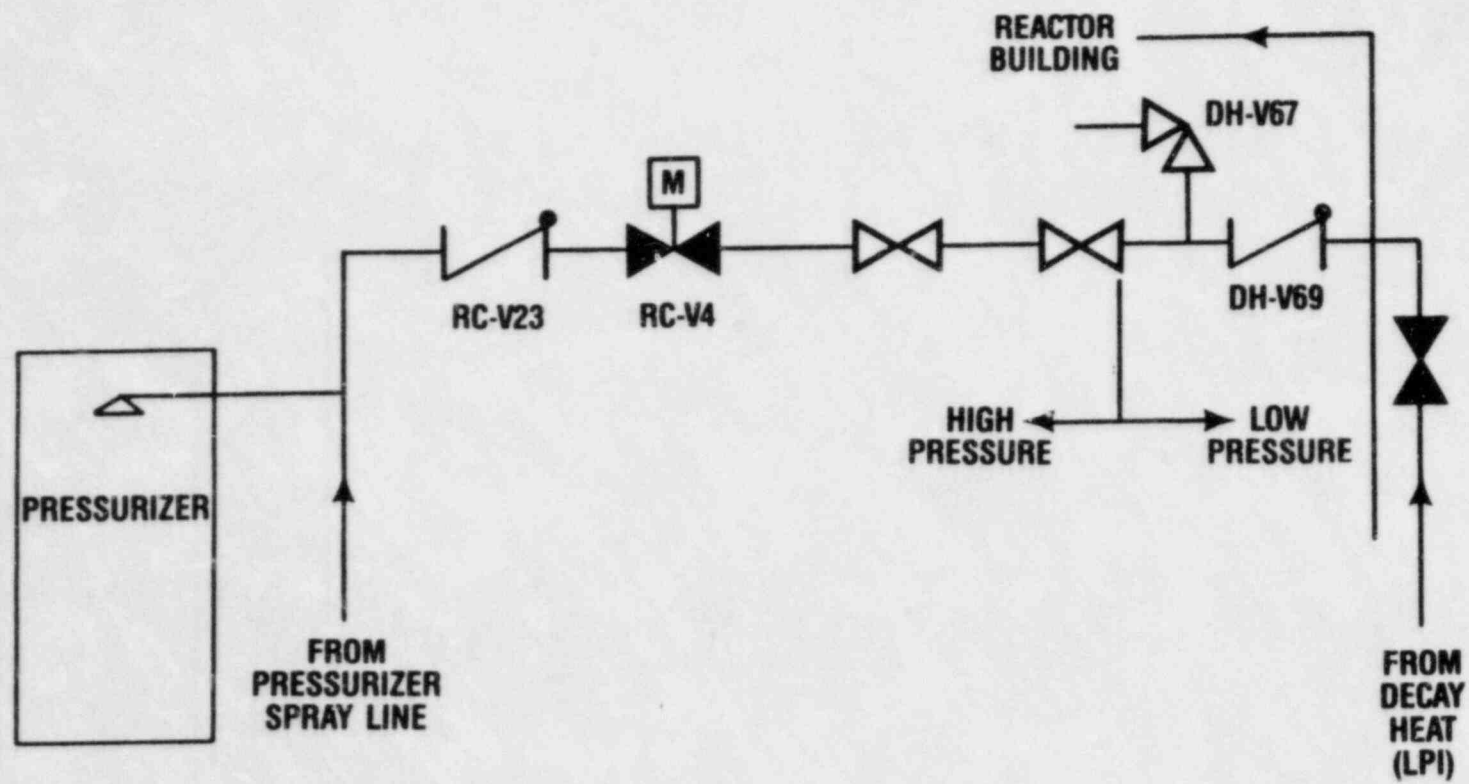 REACTOR
BUILDING
DH-V67
M
RC-V23
RC-V4
DH-V69
HIGH
PRESSURE
LOW
PRESSURE
PRESSURIZER
FROM
PRESSURIZER
SPRAY LINE
FROM
DECAY
HEAT
(LPI)